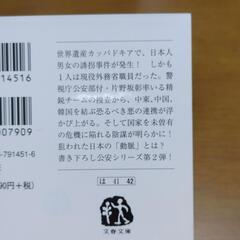 世界遺産カッパドキアで、日本人
男女の誘拐事件が発生！　しかも
1人は現役外務省職員だった。警
視庁公安部付・片野坂彰率いる精
鋭チームの捜査から、中東、中国、
韓国を結ぶ恐るべき悪の連携が浮
かび上がる。そして国家を未曾有
の危機に陥れる陰謀が明らかに！
狙われた日本の「動脈」とは？
書き下ろし公安シリーズ第2弾！
は 41 42
文春文庫
14516
007909
-791451-6
90円＋税)